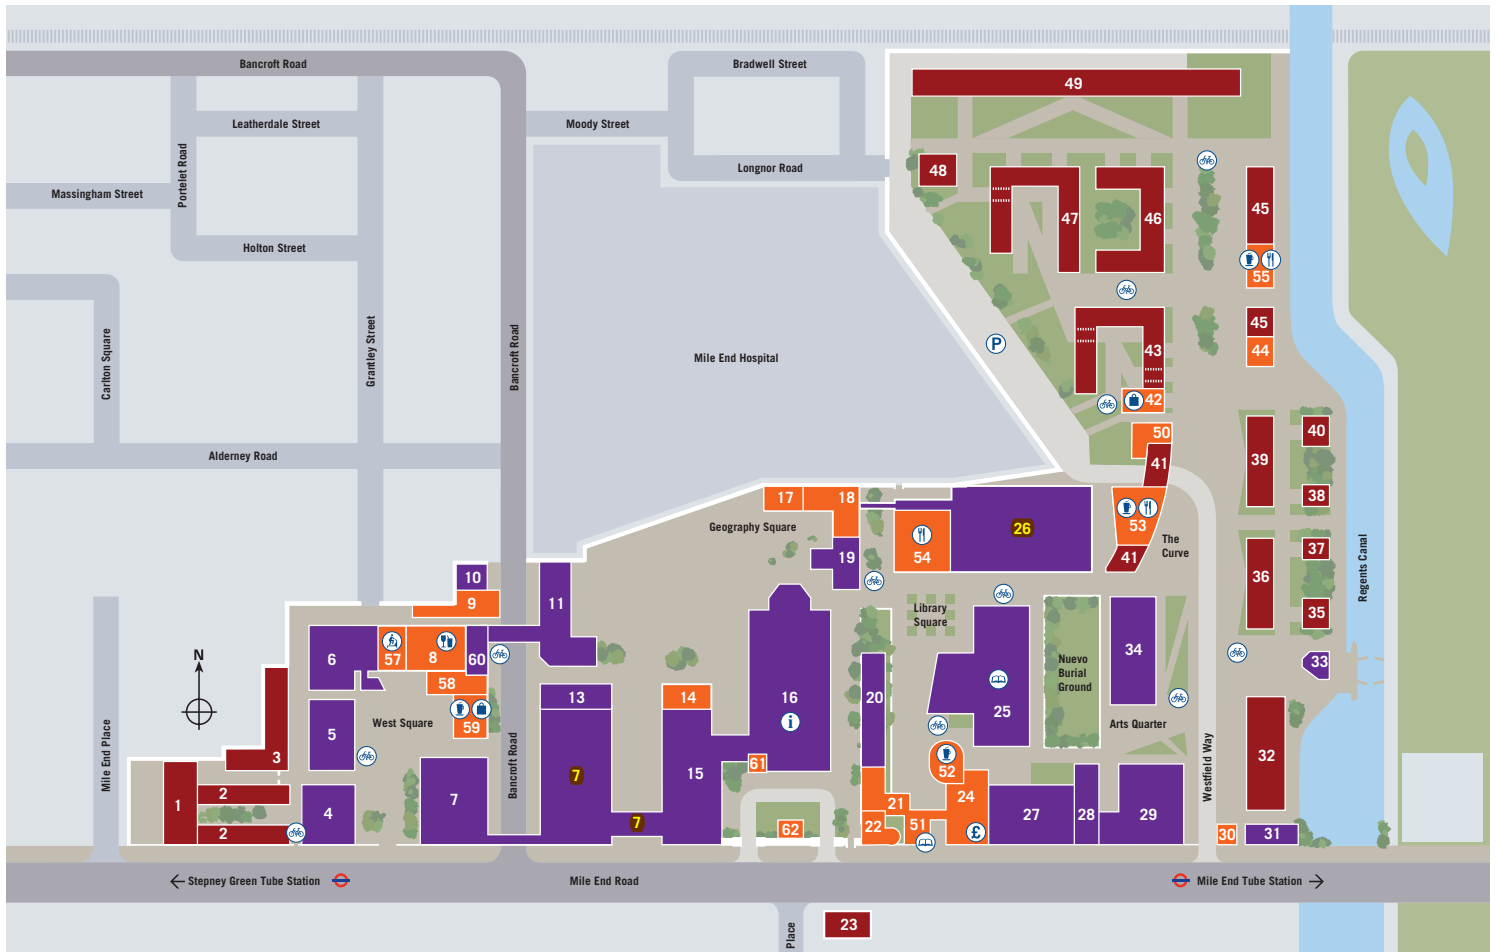 Bancroft Road
Bradwell Street
49
Leatherdale Street
Moody Street
Portelet Road
Longnor Road
48
Massingham Street
45
47
46
Holton Street
55
45
Carlton Square
Grantley Street
Bancroft Road
Mile End Hospital
P
43
44
42
40
50
Alderney Road
41
39
38
17
18
Geography Square
26
53
54
The
Curve
37
19
Regents Canal
10
36
9
11
Library
Square
35
N
6
57
8
60
34
33
58
Nuevo
Burial
Ground
13
14
16
i
20
25
West Square
59
Arts Quarter
5
Mile End Place
Bancroft Road
Westfield Way
3
61
52
32
7
15
1
2
7
24
21
4
7
27
28
29
2
62
22
51
£
30
31
Stepney Green Tube Station
Mile End Road
Mile End Tube Station
23
Place